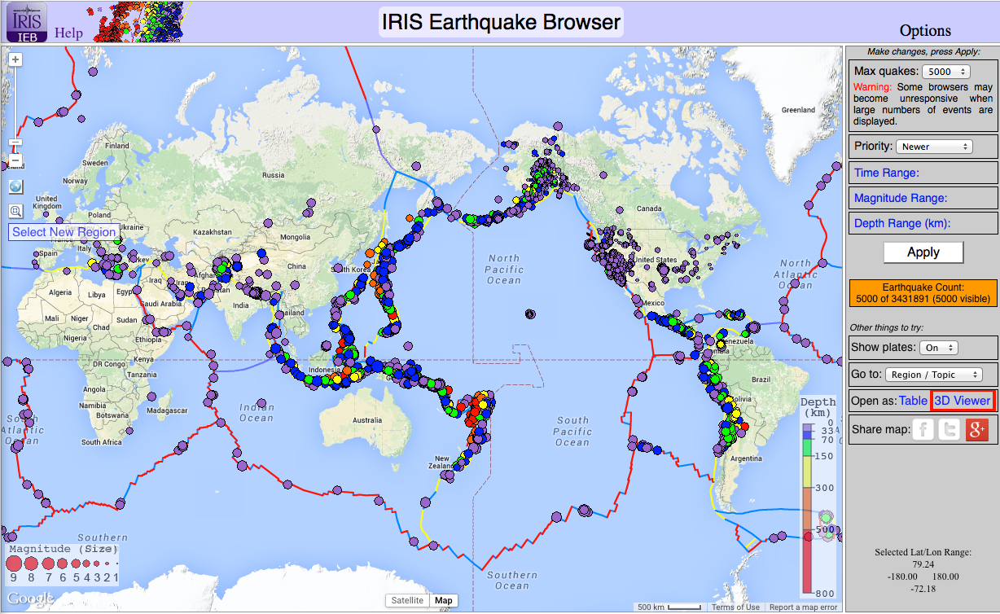 IRIS
IEB
Help
IRIS Earthquake Browser
Options
Make changes, press Apply:
Max quakes: 5000
Warning: Some browsers may
become unresponsive when
large numbers of events are
displayed.
Priority: Newer
Time Range:
Magnitude Range:
Depth Range (km):
Apply
Earthquake Count:
5000 of 3431891 (5000 visible)
Other things to try:
Show plates: On
Go to: Region / Topic
Open as: Table 3D Viewer
Share map: f t g+
Selected Lat/Lon Range:
79.24
-180.00 180.00
-72.18
+
−
Select New Region
Greenland
Finland
Sweden
Norway
Russia
United
Kingdom
Poland
Ukraine
France
Kazakhstan
Mongolia
Italy
Spain
China
South Korea
Iraq
Iran
Algeria
Libya
Egypt
Saudi Arabia
India
Thailand
Mali
Niger
Chad
Sudan
Nigeria
Ethiopia
DR Congo
Kenya
Tanzania
Angola
Namibia
Botswana
Madagascar
South Africa
Indonesia
Australia
New
Zealand
Canada
United States
Mexico
Venezuela
Brazil
Bolivia
Argentina
North
Pacific
Ocean
North
Atlantic
Ocean
South
Atlantic
Ocean
Indian
Ocean
South
Pacific
Ocean
Southern
Southern
Ocean
Depth
(km)
0
33
70
150
300
500
800
Magnitude (Size)
9 8 7 6 5 4 3 2 1
Google
Satellite Map
500 km
Terms of Use
Report a map error